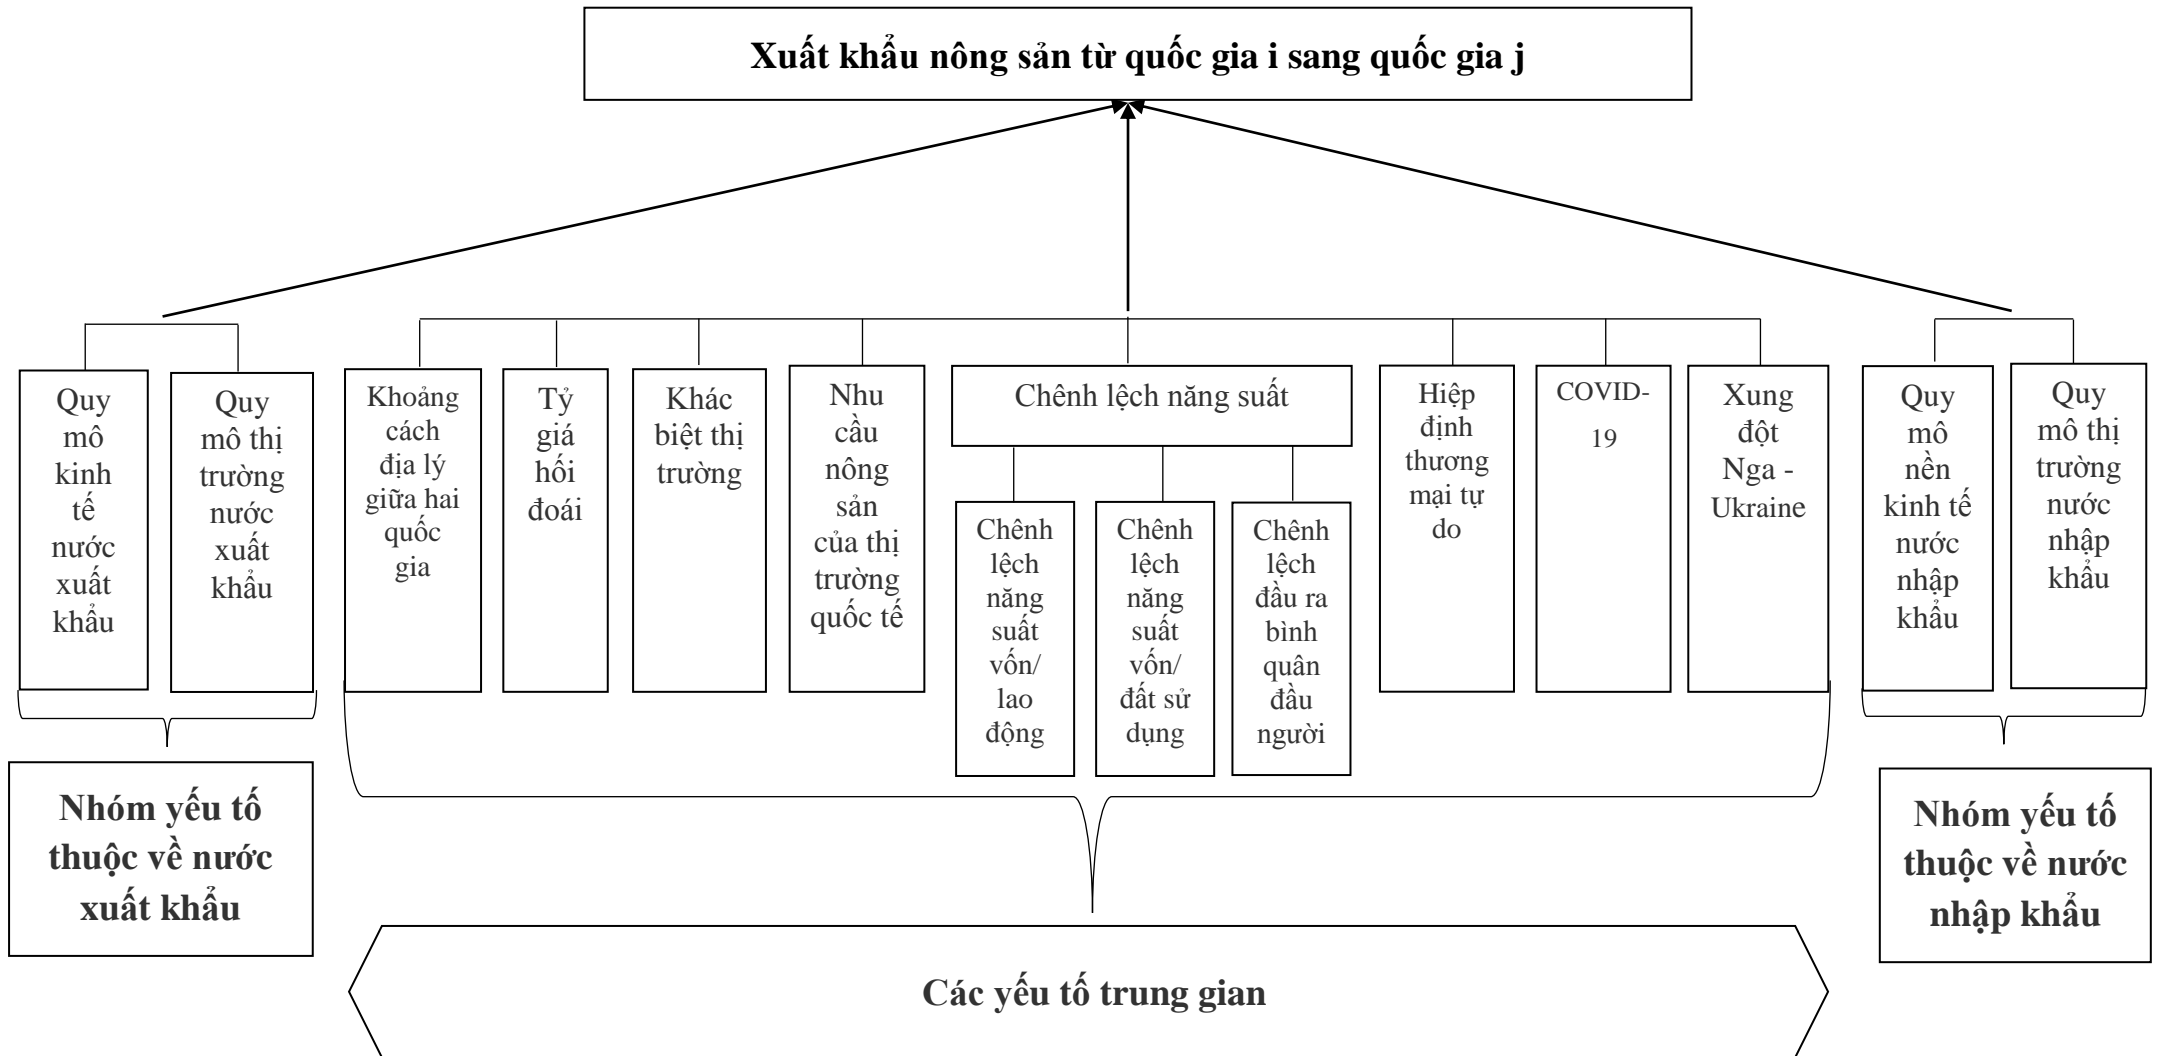 Xuất khẩu nông sản từ quốc gia i sang quốc gia j
Quy
mô
kinh
tế
nước
xuất
khẩu
Quy
mô thị
trường
nước
xuất
khẩu
Khoảng
cách
địa lý
giữa hai
quốc
gia
Tỷ
giá
hối
đoái
Khác
biệt thị
trường
Nhu
cầu
nông
sản
của thị
trường
quốc tế
Chênh lệch năng suất
Chênh
lệch
năng
suất
vốn/
lao
động
Chênh
lệch
năng
suất
vốn/
đất sử
dụng
Chênh
lệch
đầu ra
bình
quân
đầu
người
Hiệp
định
thương
mại tự
do
COVID-
19
Xung
đột
Nga -
Ukraine
Quy
mô
nền
kinh tế
nước
nhập
khẩu
Quy
mô thị
trường
nước
nhập
khẩu
Nhóm yếu tố
thuộc về nước
xuất khẩu
Các yếu tố trung gian
Nhóm yếu tố
thuộc về nước
nhập khẩu